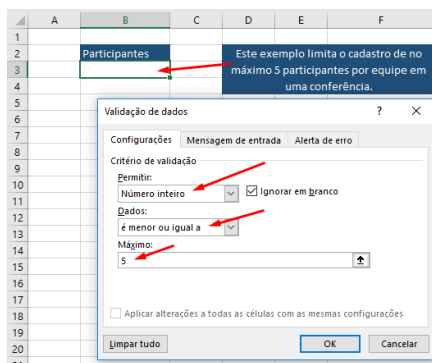 A B C D E F
1
2 Participantes Este exemplo limita o cadastro de no
3 máximo 5 participantes por equipe em
4 uma conferência.
5
6 Validação de dados ? ×
7
8 Configurações Mensagem de entrada Alerta de erro
9 Critério de validação
10 Permitir:
11 Número inteiro Ignorar em branco
12 Dados:
13 é menor ou igual a
14 Máximo:
15 5
16
17
18 Aplicar alterações a todas as células com as mesmas configurações
19
20 Limpar tudo OK Cancelar